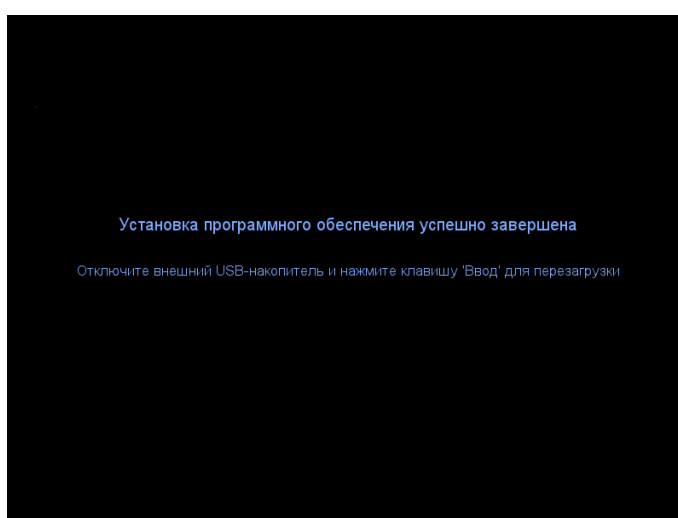 Установка программного обеспечения успешно завершена
Отключите внешний USB-накопитель и нажмите клавишу 'Ввод' для перезагрузки